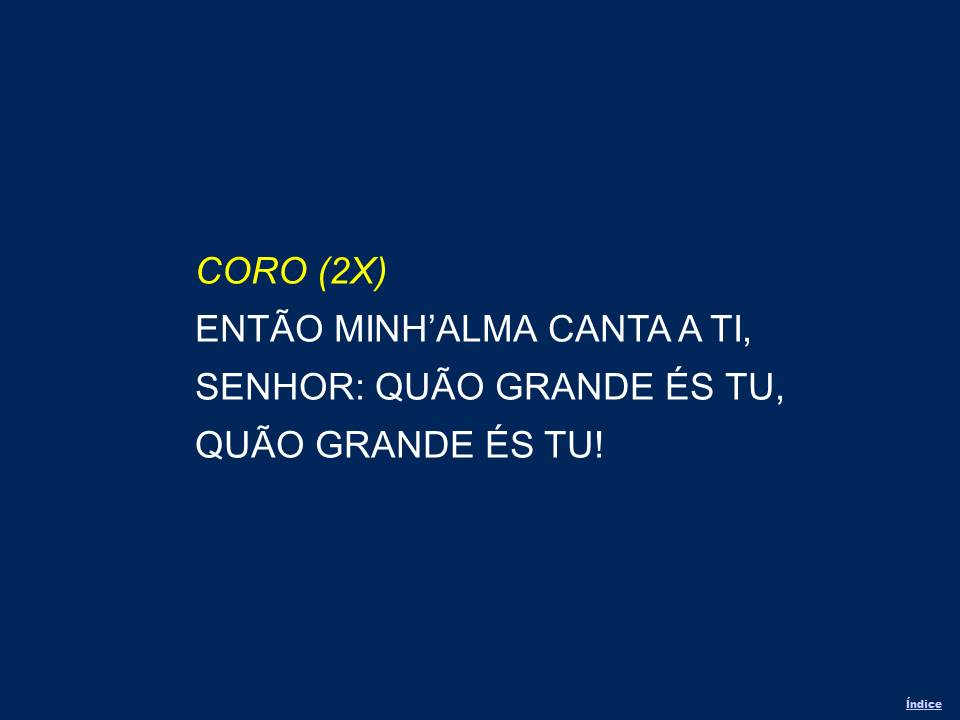 CORO (2X)
ENTÃO MINH’ALMA CANTA A TI,
SENHOR: QUÃO GRANDE ÉS TU,
QUÃO GRANDE ÉS TU!
Índice